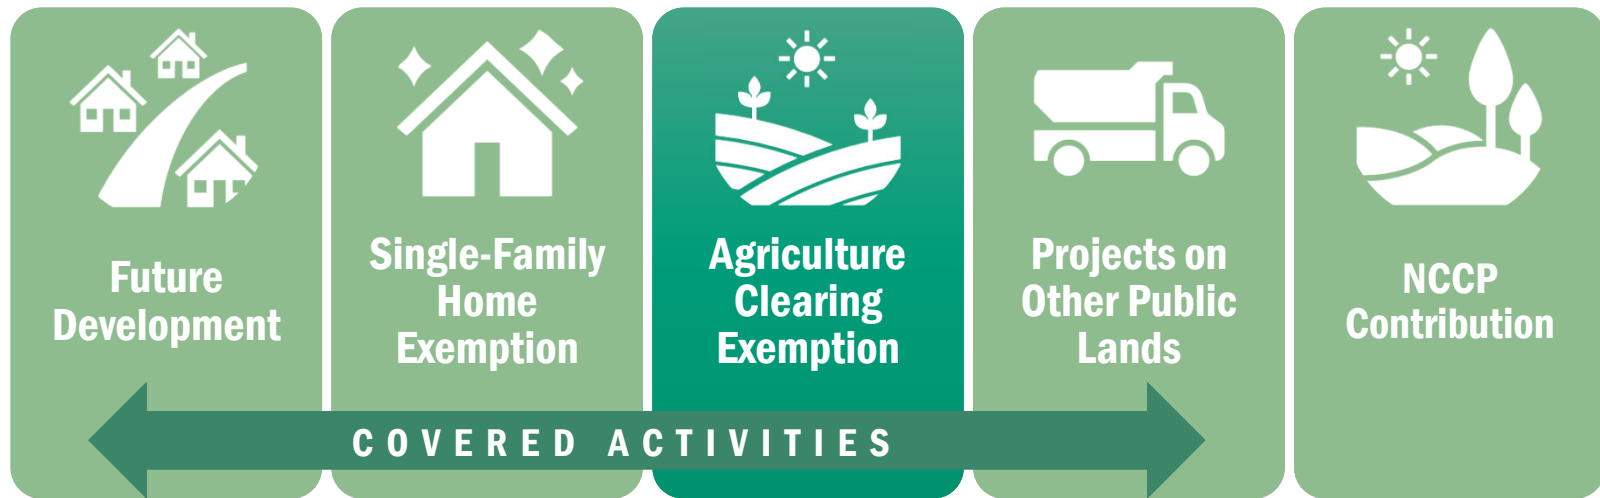 Future
Development
Single-Family
Home
Exemption
Agriculture
Clearing
Exemption
Projects on
Other Public
Lands
NCCP
Contribution
COVERED ACTIVITIES